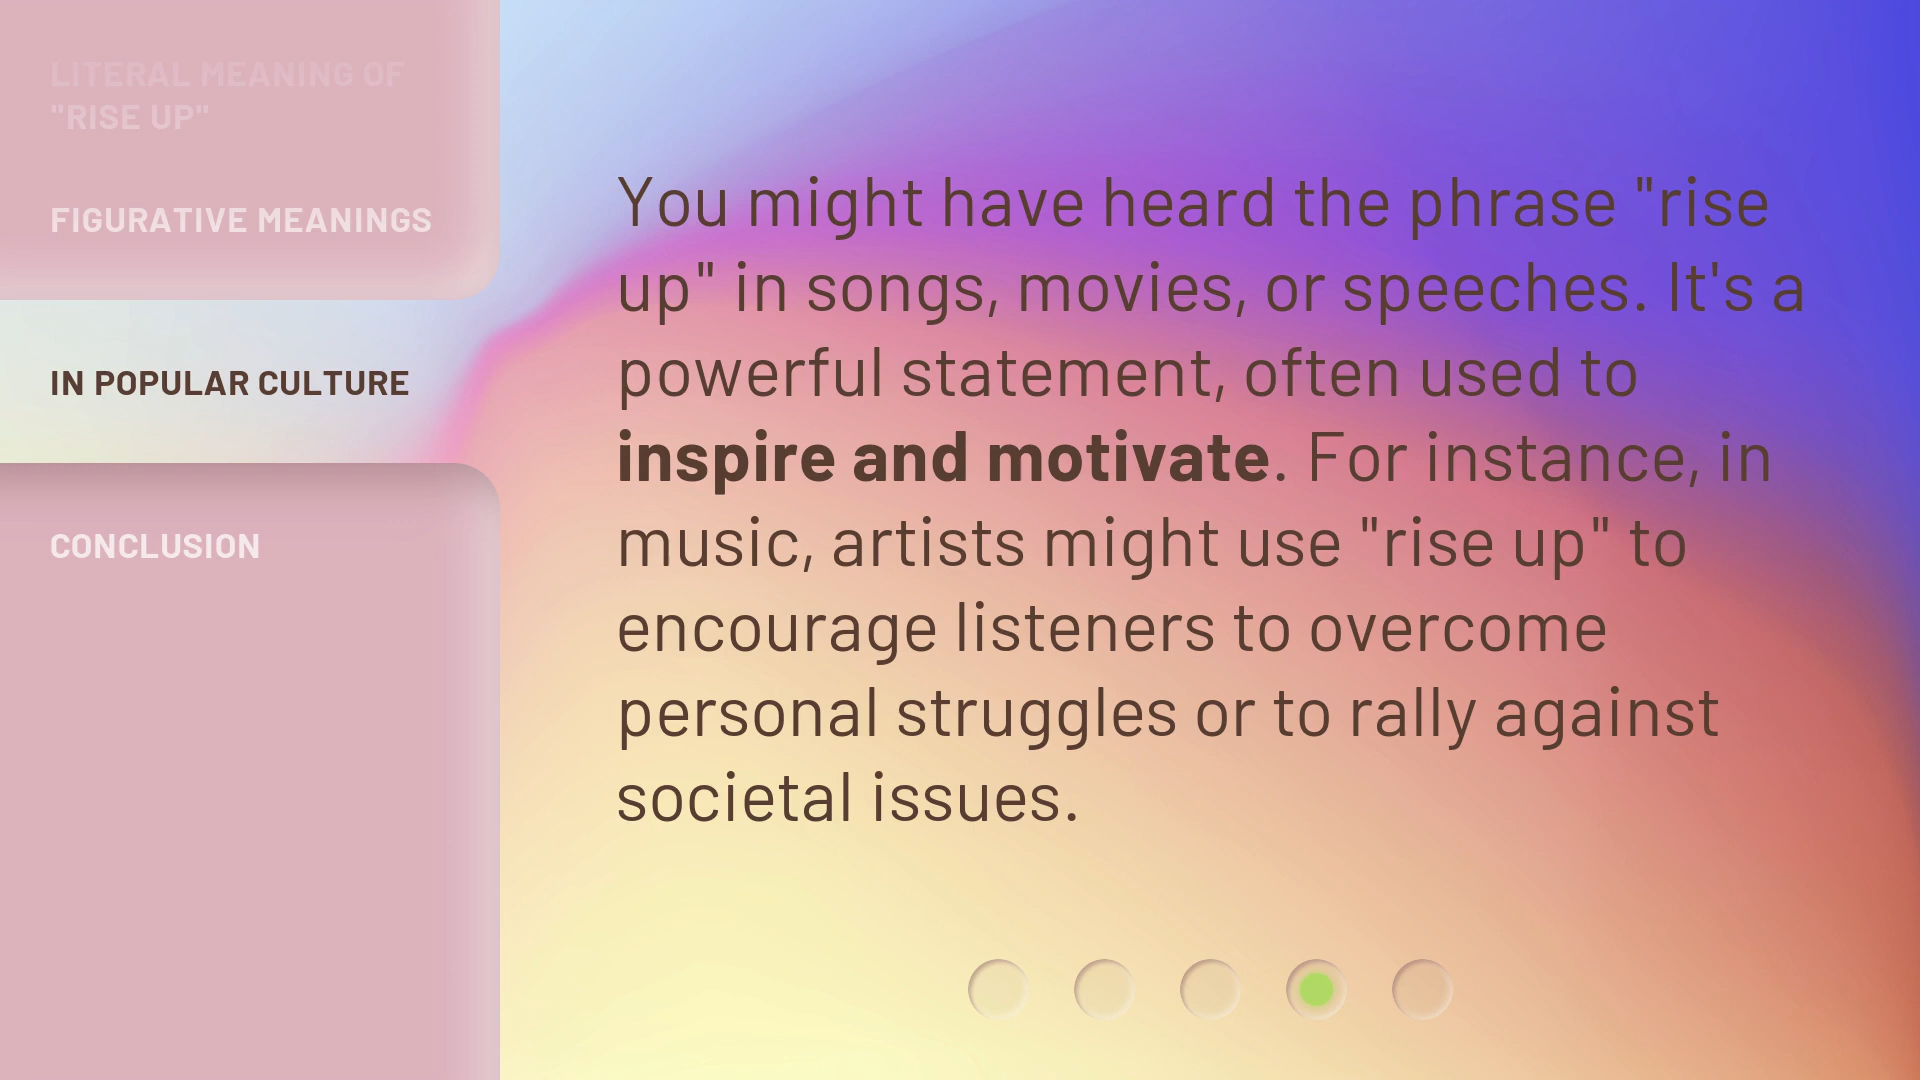 LITERAL MEANING OF
"RISE UP"
FIGURATIVE MEANINGS
IN POPULAR CULTURE
CONCLUSION
You might have heard the phrase "rise
up" in songs, movies, or speeches. It's a
powerful statement, often used to
inspire and motivate. For instance, in
music, artists might use "rise up" to
encourage listeners to overcome
personal struggles or to rally against
societal issues.